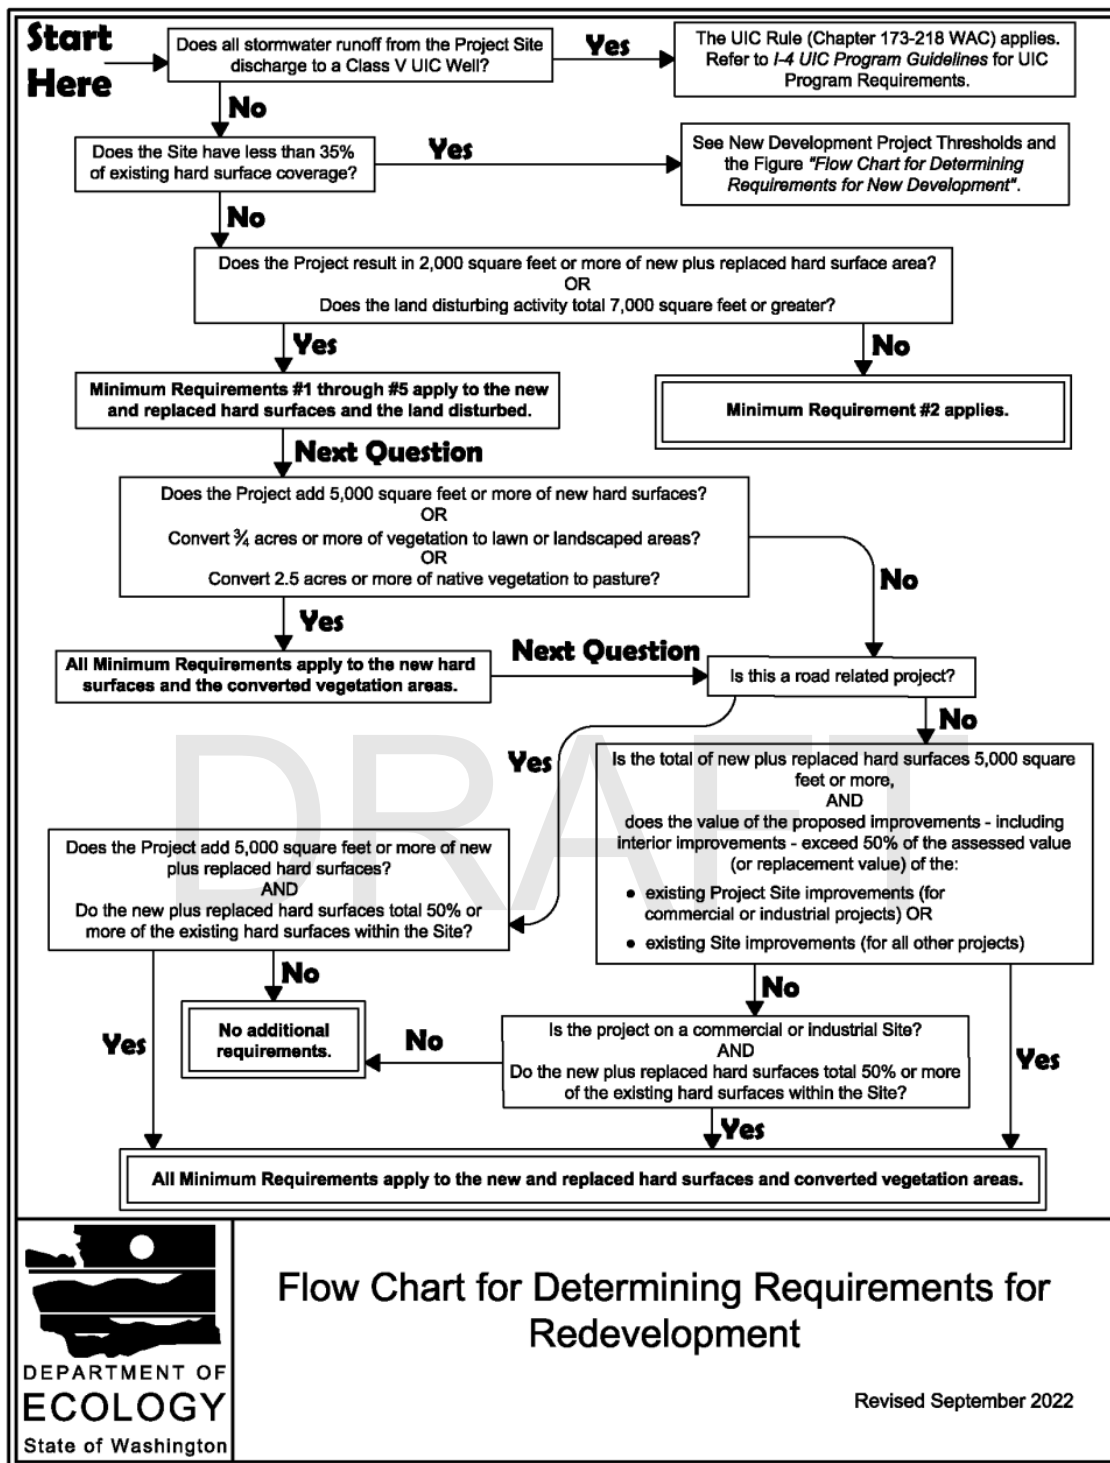 Start
Here
Does all stormwater runoff from the Project Site
discharge to a Class V UIC Well?
Yes
The UIC Rule (Chapter 173-218 WAC) applies.
Refer to I-4 UIC Program Guidelines for UIC
Program Requirements.
No
Does the Site have less than 35%
of existing hard surface coverage?
Yes
See New Development Project Thresholds and
the Figure "Flow Chart for Determining
Requirements for New Development".
No
Does the Project result in 2,000 square feet or more of new plus replaced hard surface area?
OR
Does the land disturbing activity total 7,000 square feet or greater?
Yes
No
Minimum Requirements #1 through #5 apply to the new
and replaced hard surfaces and the land disturbed.
Minimum Requirement #2 applies.
Next Question
Does the Project add 5,000 square feet or more of new hard surfaces?
OR
Convert ¾ acres or more of vegetation to lawn or landscaped areas?
OR
Convert 2.5 acres or more of native vegetation to pasture?
No
Yes
All Minimum Requirements apply to the new hard
surfaces and the converted vegetation areas.
Next Question
Is this a road related project?
No
Yes
DRAFT
Is the total of new plus replaced hard surfaces 5,000 square
feet or more,
AND
does the value of the proposed improvements - including
interior improvements - exceed 50% of the assessed value
(or replacement value) of the:
● existing Project Site improvements (for
commercial or industrial projects) OR
● existing Site improvements (for all other projects)
Does the Project add 5,000 square feet or more of new
plus replaced hard surfaces?
AND
Do the new plus replaced hard surfaces total 50% or
more of the existing hard surfaces within the Site?
No
No
No additional
requirements.
Yes
No
Is the project on a commercial or industrial Site?
AND
Do the new plus replaced hard surfaces total 50% or more
of the existing hard surfaces within the Site?
Yes
Yes
All Minimum Requirements apply to the new and replaced hard surfaces and converted vegetation areas.
DEPARTMENT OF
ECOLOGY
State of Washington
Flow Chart for Determining Requirements for
Redevelopment
Revised September 2022